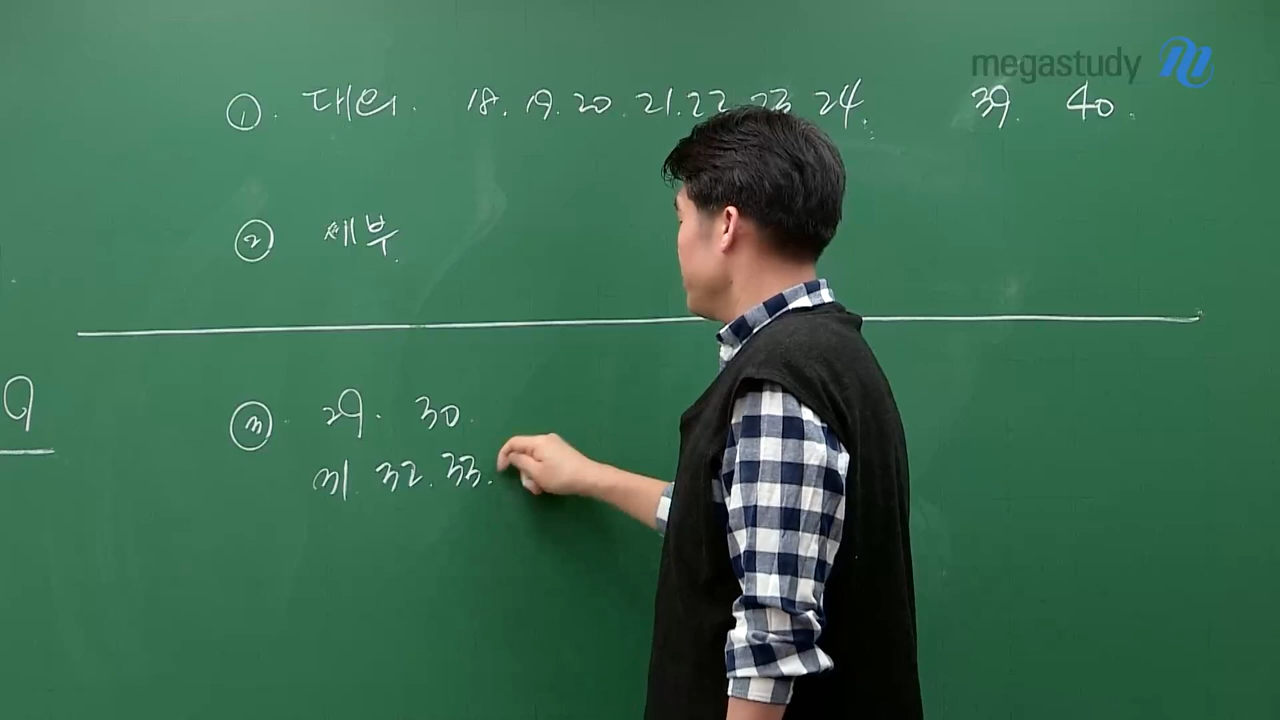 megastudy
① . 대의. 18. 19. 20. 21. 22 23 24. 39. 40.
② 세부.
9
③ . 29. 30.
31. 32. 33.